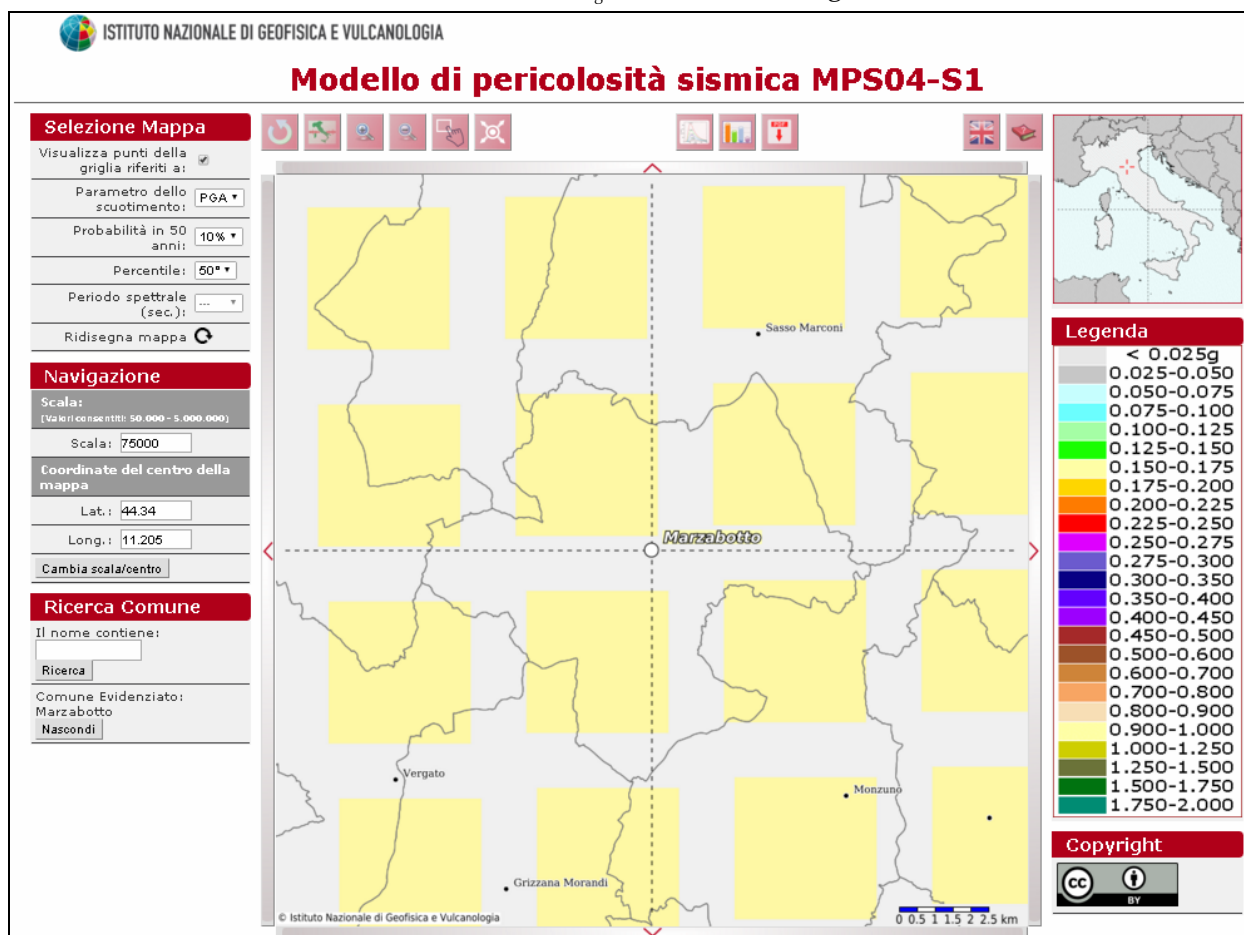 g
ISTITUTO NAZIONALE DI GEOFISICA E VULCANOLOGIA
Modello di pericolosità sismica MPS04-S1
Selezione Mappa
Visualizza punti della
griglia riferiti a:
Parametro dello
scuotimento: PGA
Probabilità in 50
anni: 10%
Percentile: 50°
Periodo spettrale
(sec.): ---
Ridisegna mappa
Navigazione
Scala:
(Valori consentiti: 50.000 - 5.000.000)
Scala: 75000
Coordinate del centro della
mappa
Lat.: 44.34
Long.: 11.205
Cambia scala/centro
Ricerca Comune
Il nome contiene:
Ricerca
Comune Evidenziato:
Marzabotto
Nascondi
PDF
Sasso Marconi
Marzabotto
Vergato
Monzuno
Grizzana Morandi
© Istituto Nazionale di Geofisica e Vulcanologia
0 0.5 1 1.5 2 2.5 km
Legenda
< 0.025g
0.025-0.050
0.050-0.075
0.075-0.100
0.100-0.125
0.125-0.150
0.150-0.175
0.175-0.200
0.200-0.225
0.225-0.250
0.250-0.275
0.275-0.300
0.300-0.350
0.350-0.400
0.400-0.450
0.450-0.500
0.500-0.600
0.600-0.700
0.700-0.800
0.800-0.900
0.900-1.000
1.000-1.250
1.250-1.500
1.500-1.750
1.750-2.000
Copyright
cc
BY